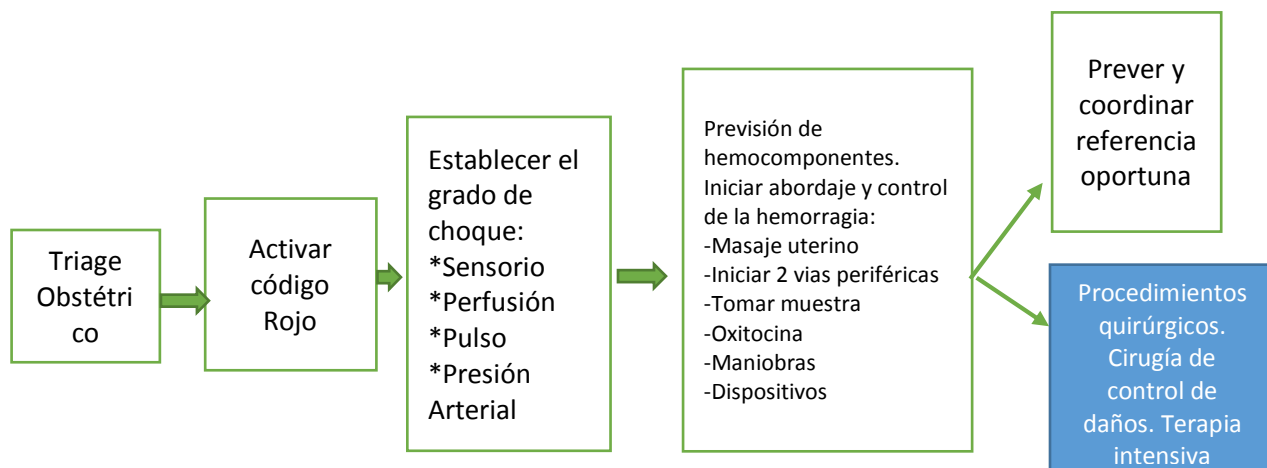 Triage
Obstétri
co
Activar
código
Rojo
Establecer el
grado de
choque:
*Sensorio
*Perfusión
*Pulso
*Presión
Arterial
Previsión de
hemocomponentes.
Iniciar abordaje y control
de la hemorragia:
-Masaje uterino
-Iniciar 2 vias periféricas
-Tomar muestra
-Oxitocina
-Maniobras
-Dispositivos
Prever y
coordinar
referencia
oportuna
Procedimientos
quirúrgicos.
Cirugía de
control de
daños. Terapia
intensiva